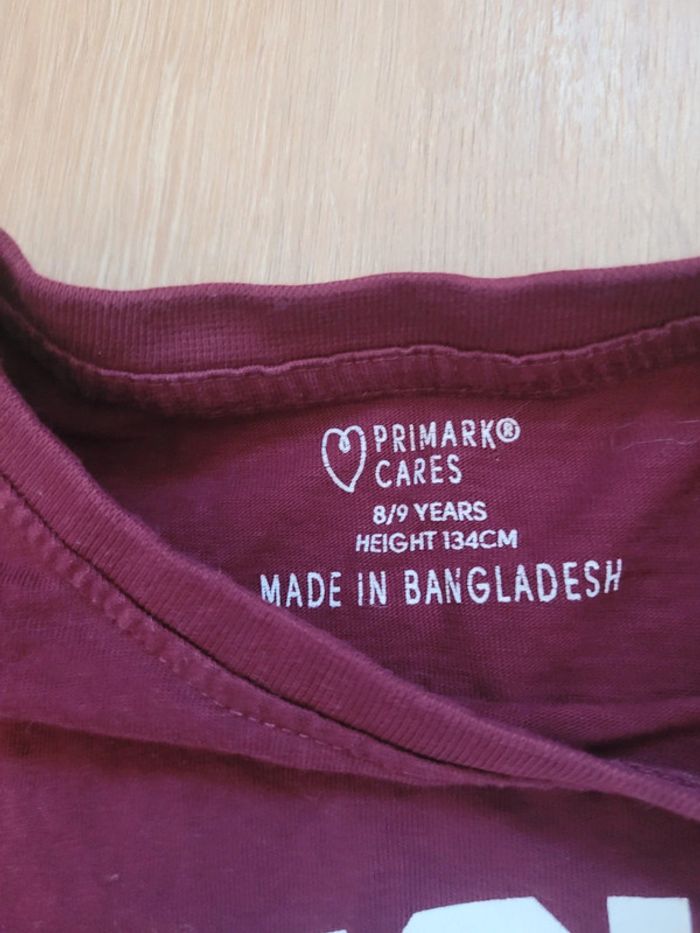 PRIMARK®
CARES
8/9 YEARS
HEIGHT 134CM
MADE IN BANGLADESH